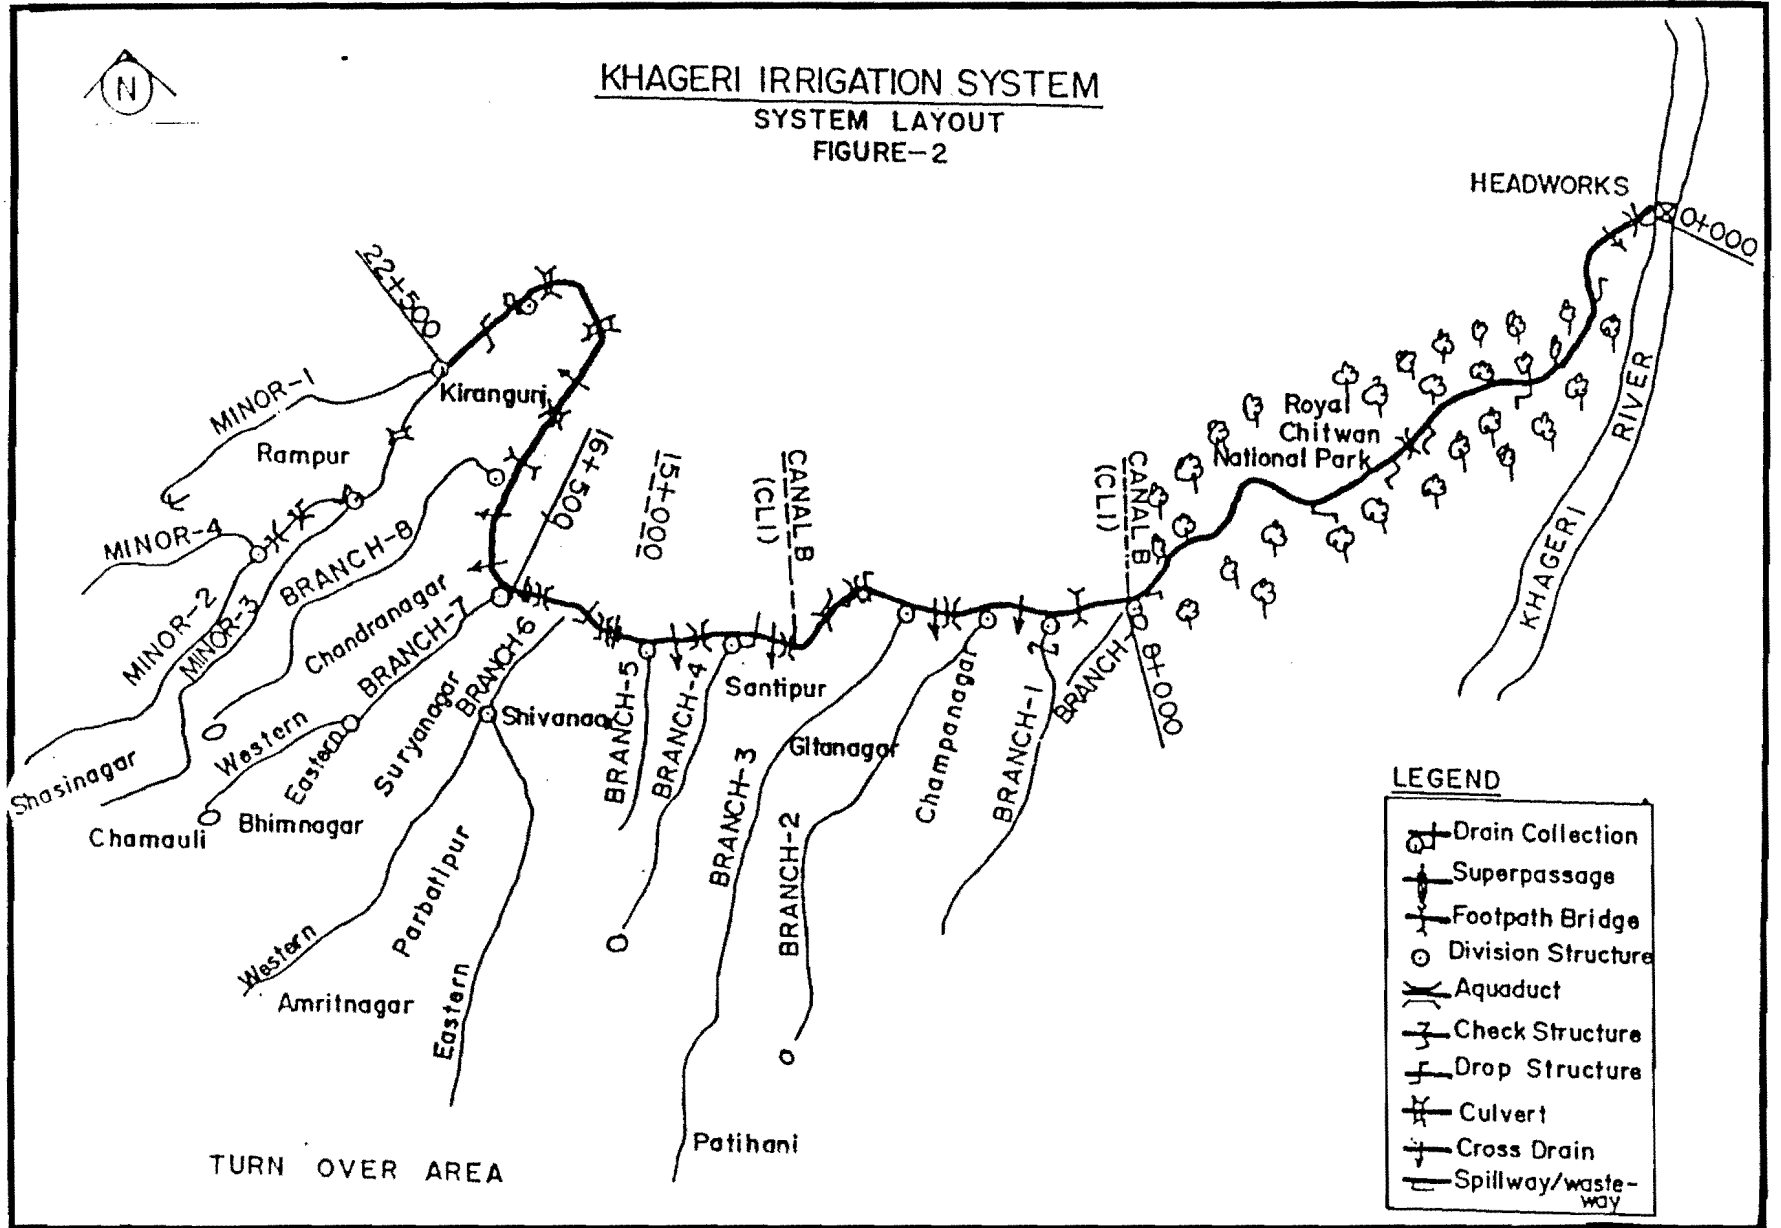 N
KHAGERI IRRIGATION SYSTEM
SYSTEM LAYOUT
FIGURE-2
HEADWORKS
0+000
22+500
MINOR-1
Kirangunj
Rampur
MINOR-4
BRANCH-8
16+500
15+000
CANAL B
(CLI)
CANAL B
(CLI)
Royal
Chitwan
National Park
KHAGERI RIVER
MINOR-2
MINOR-3
Chandranagar
BRANCH-7
BRANCH 6
Suryanagar
Shivanagar
BRANCH-5
BRANCH-4
Santipur
BRANCH-3
Gitanagar
BRANCH-2
Champanagar
BRANCH-1
BRANCH-
8+000
Western
Eastern
Shasinagar
Chamauli
Bhimnagar
Parbatipur
Western
Amritnagar
Eastern
Patihani
TURN OVER AREA
LEGEND
Drain Collection
Superpassage
Footpath Bridge
Division Structure
Aquaduct
Check Structure
Drop Structure
Culvert
Cross Drain
Spillway/waste-
way